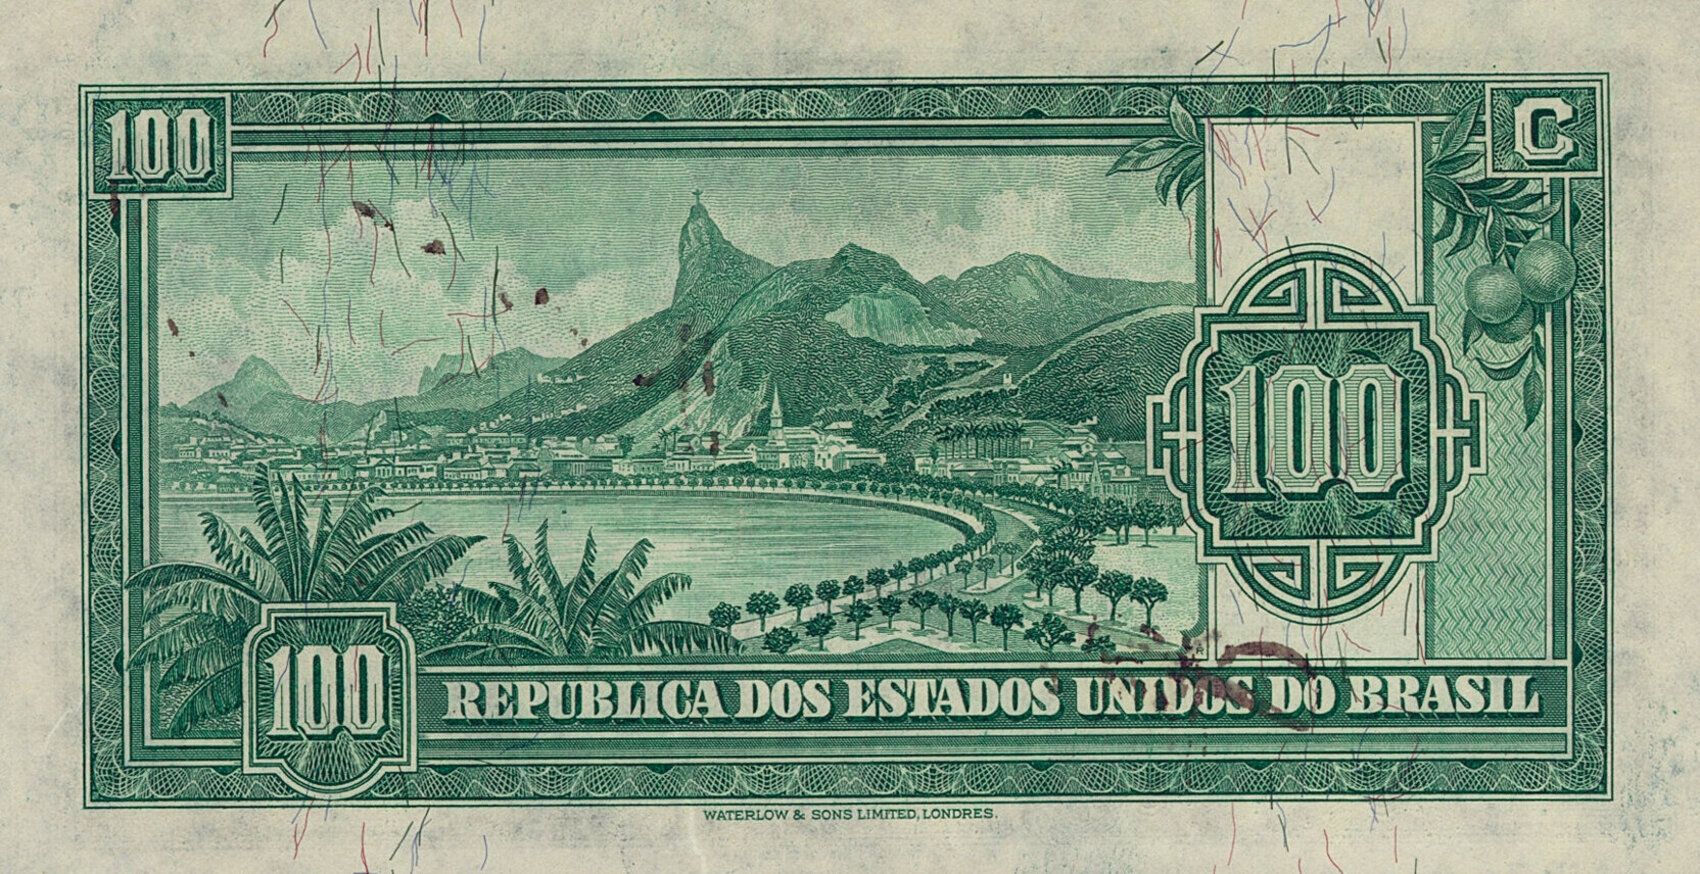 100
C
100
100
REPUBLICA DOS ESTADOS UNIDOS DO BRASIL
WATERLOW & SONS LIMITED, LONDRES.